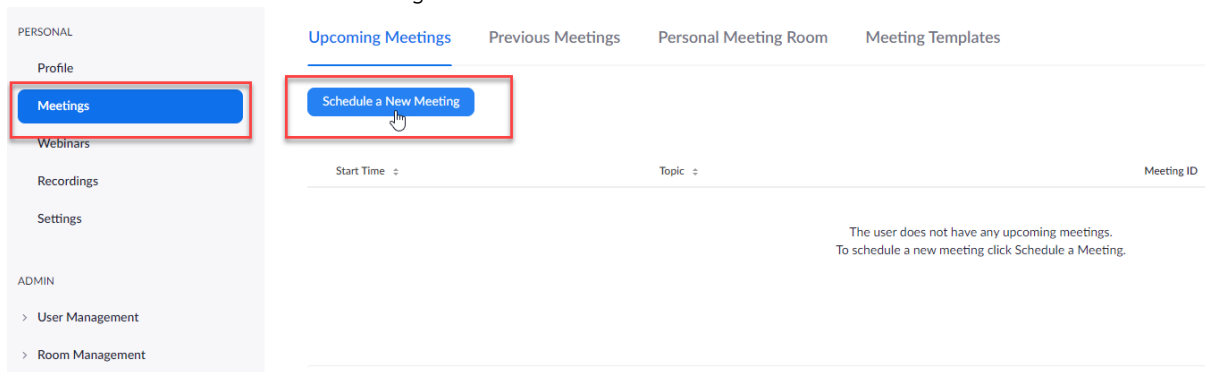 PERSONAL
Profile
Meetings
Webinars
Recordings
Settings
ADMIN
> User Management
> Room Management
Upcoming Meetings Previous Meetings Personal Meeting Room Meeting Templates
Schedule a New Meeting
Start Time Topic Meeting ID
The user does not have any upcoming meetings.
To schedule a new meeting click Schedule a Meeting.